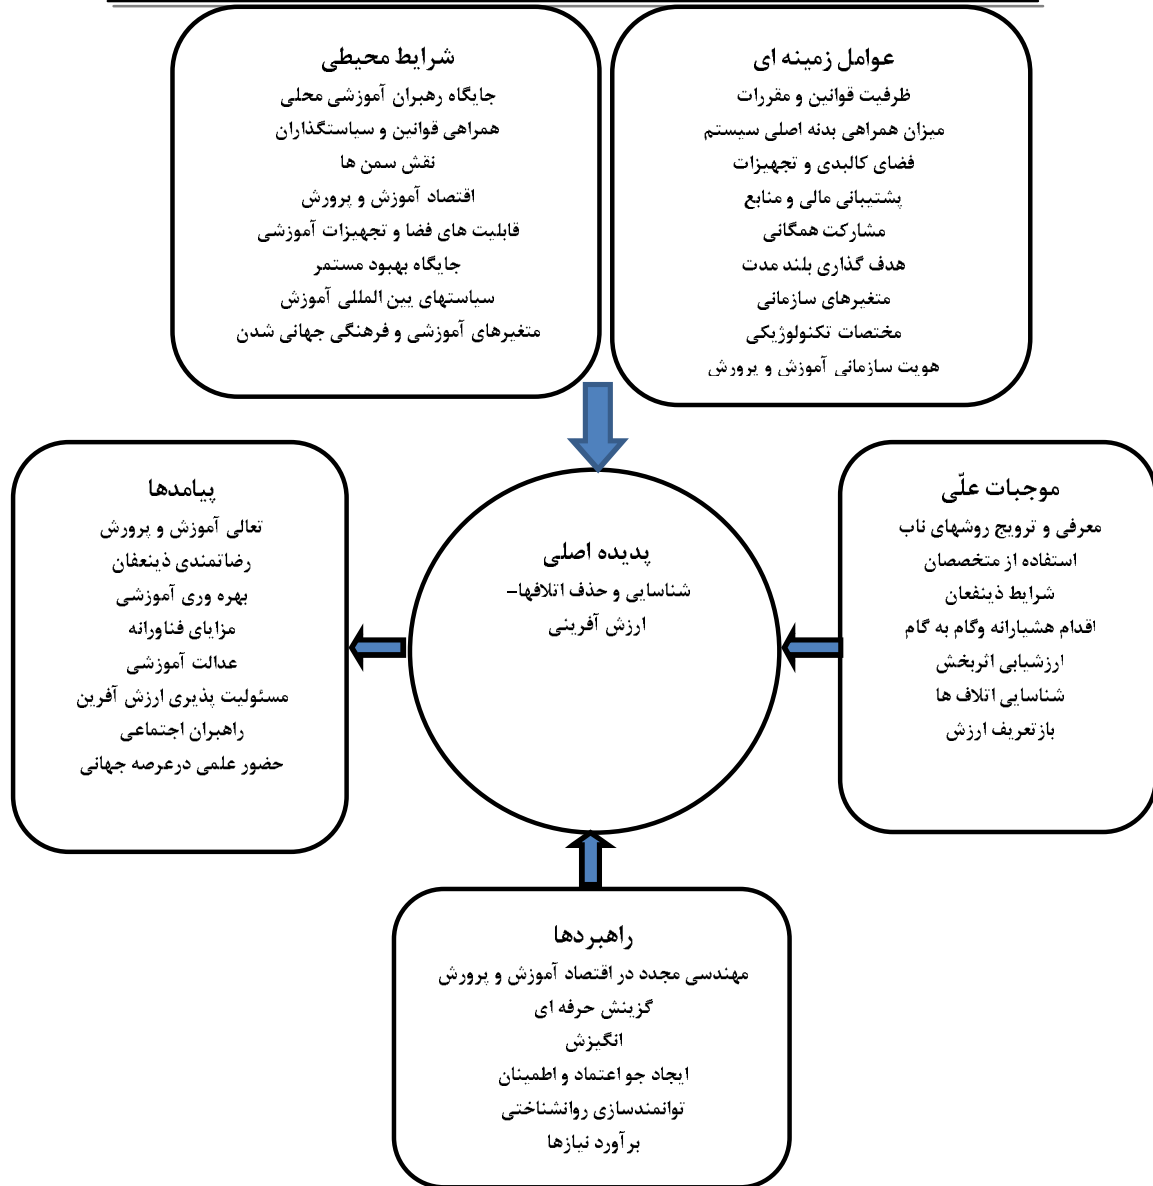 عوامل زمینه ای
ظرفیت قوانین و مقررات
میزان همراهی بدنه اصلی سیستم
فضای کالبدی و تجهیزات
پشتیبانی مالی و منابع
مشارکت همگانی
هدف گذاری بلند مدت
متغیرهای سازمانی
مختصات تکنولوژیکی
هویت سازمانی آموزش و پرورش
شرایط محیطی
جایگاه رهبران آموزشی محلی
همراهی قوانین و سیاستگذاران
نقش سمن ها
اقتصاد آموزش و پرورش
قابلیت های فضا و تجهیزات آموزشی
جایگاه بهبود مستمر
سیاستهای بین المللی آموزش
متغیرهای آموزشی و فرهنگی جهانی شدن
موجبات علّی
معرفی و ترویج روشهای ناب
استفاده از متخصصان
شرایط ذینفعان
اقدام هشیارانه وگام به گام
ارزشیابی اثربخش
شناسایی اتلاف ها
بازتعریف ارزش
پدیده اصلی
شناسایی و حذف اتلافها–
ارزش آفرینی
پیامدها
تعالی آموزش و پرورش
رضاتمندی ذینعفان
بهره وری آموزشی
مزایای فناورانه
عدالت آموزشی
مسئولیت پذیری ارزش آفرین
راهبران اجتماعی
حضور علمی درعرصه جهانی
راهبردها
مهندسی مجدد در اقتصاد آموزش و پرورش
گزینش حرفه ای
انگیزش
ایجاد جو اعتماد و اطمینان
توانمندسازی روانشناختی
برآورد نیازها